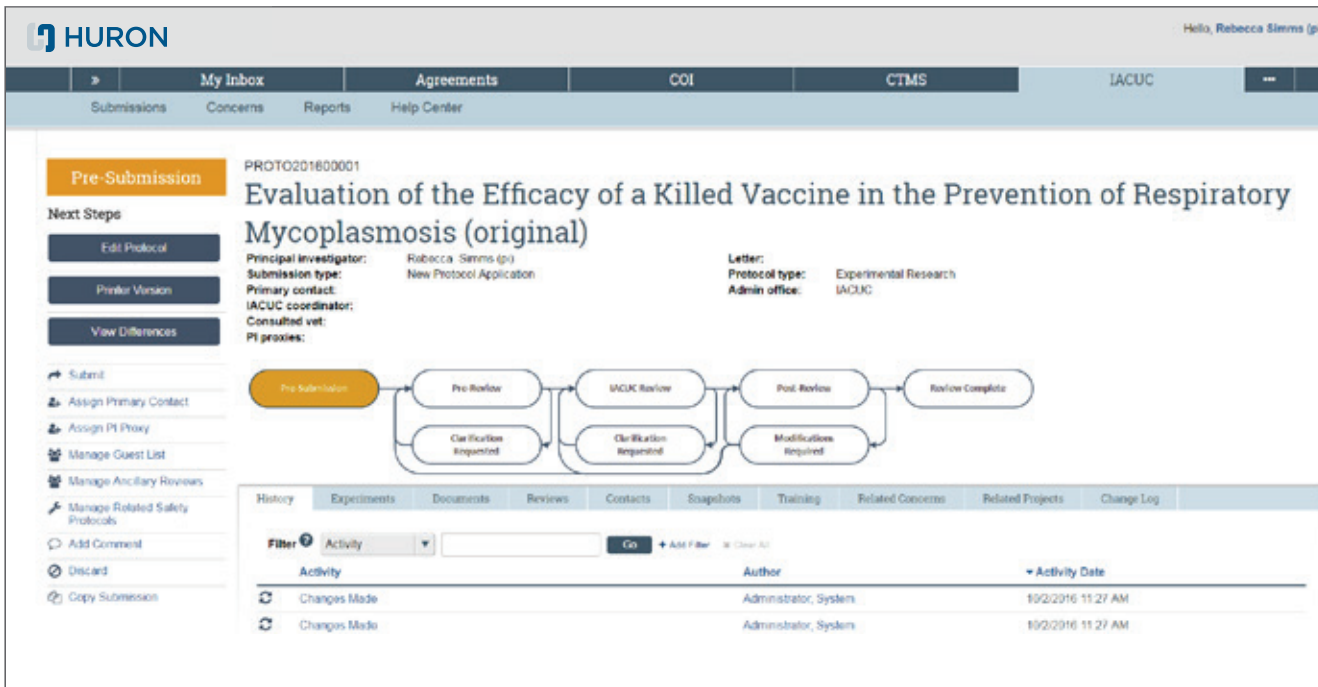 HURON
Hello, Rebecca Simms (p
» My Inbox Agreements COI CTMS IACUC •••
Submissions Concerns Reports Help Center
Pre-Submission
Next Steps
Edit Protocol
Printer Version
View Differences
Submit
Assign Primary Contact
Assign PI Proxy
Manage Guest List
Manage Ancillary Reviews
Manage Related Safety
Protocols
Add Comment
Discard
Copy Submission
PROTO201600001
Evaluation of the Efficacy of a Killed Vaccine in the Prevention of Respiratory
Mycoplasmosis (original)
Principal investigator: Rebecca Simms (pi)
Submission type: New Protocol Application
Primary contact:
IACUC coordinator:
Consulted vet:
PI proxies:
Letter:
Protocol type: Experimental Research
Admin office: IACUC
Pre-Submission
Pre-Review
IACUC Review
Post-Review
Review Complete
Clarification
Requested
Clarification
Requested
Modifications
Required
History Experiments Documents Reviews Contacts Snapshots Training Related Concerns Related Projects Change Log
Filter ? Activity Go + Add Filter × Clear All
Activity Author Activity Date
Changes Made Administrator, System 10/2/2016 11:27 AM
Changes Made Administrator, System 10/2/2016 11:27 AM